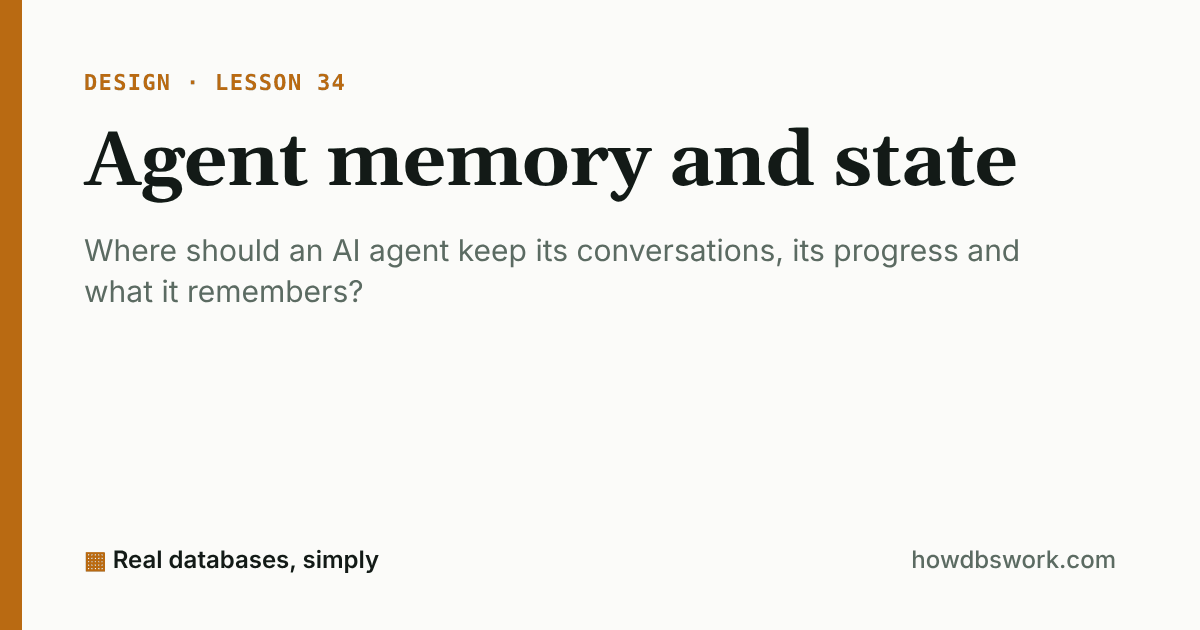 DESIGN · LESSON 34
Agent memory and state
Where should an AI agent keep its conversations, its progress and
what it remembers?
Real databases, simply
howdbswork.com